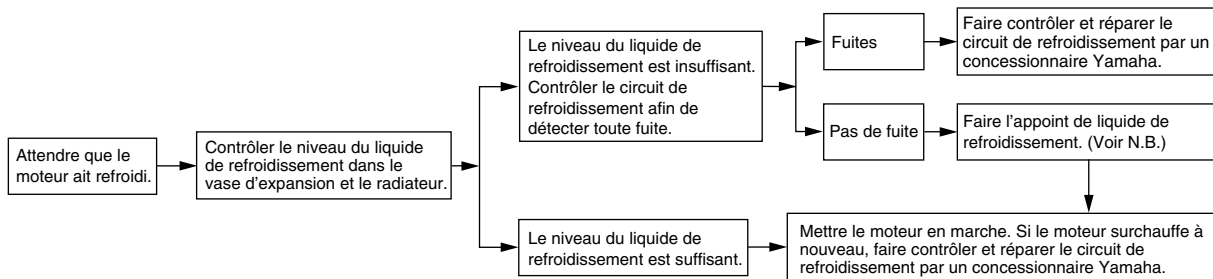 Attendre que le
moteur ait refroidi.
Contrôler le niveau du liquide
de refroidissement dans le
vase d'expansion et le radiateur.
Le niveau du liquide de
refroidissement est insuffisant.
Contrôler le circuit de
refroidissement afin de
détecter toute fuite.
Fuites
Faire contrôler et réparer le
circuit de refroidissement par un
concessionnaire Yamaha.
Pas de fuite
Faire l'appoint de liquide de
refroidissement. (Voir N.B.)
Le niveau du liquide de
refroidissement est suffisant.
Mettre le moteur en marche. Si le moteur surchauffe à
nouveau, faire contrôler et réparer le circuit de
refroidissement par un concessionnaire Yamaha.